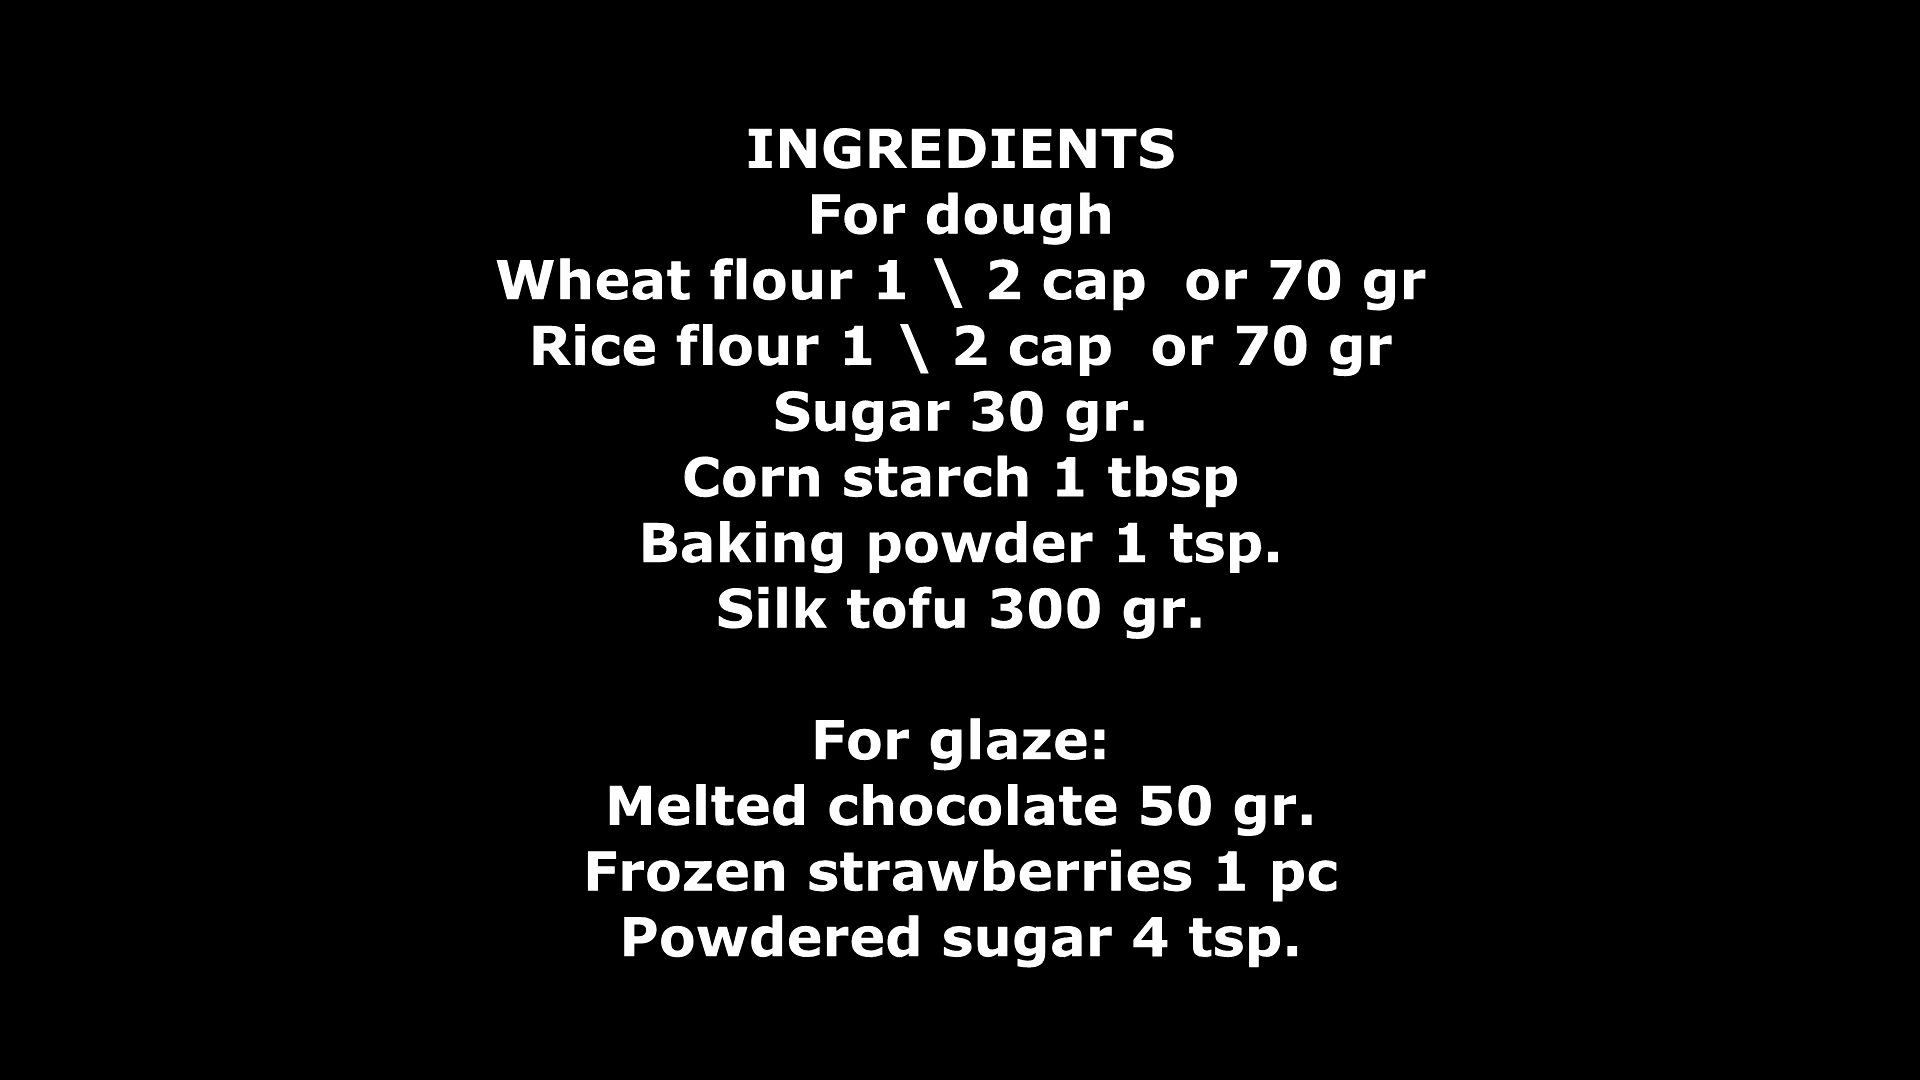 INGREDIENTS
For dough
Wheat flour 1 \ 2 cap  or 70 gr
Rice flour 1 \ 2 cap  or 70 gr
Sugar 30 gr.
Corn starch 1 tbsp
Baking powder 1 tsp.
Silk tofu 300 gr.
For glaze:
Melted chocolate 50 gr.
Frozen strawberries 1 pc
Powdered sugar 4 tsp.